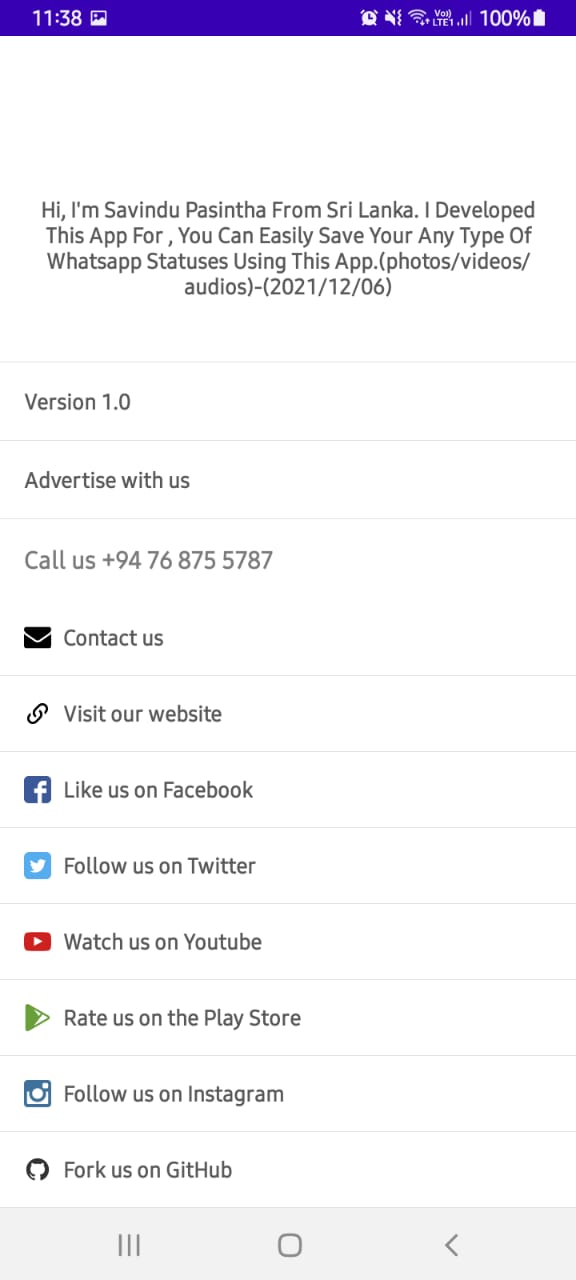 11:38
Vo)) LTE1 100%
Hi, I'm Savindu Pasintha From Sri Lanka. I Developed
This App For , You Can Easily Save Your Any Type Of
Whatsapp Statuses Using This App.(photos/videos/
audios)-(2021/12/06)
Version 1.0
Advertise with us
Call us +94 76 875 5787
Contact us
Visit our website
Like us on Facebook
Follow us on Twitter
Watch us on Youtube
Rate us on the Play Store
Follow us on Instagram
Fork us on GitHub